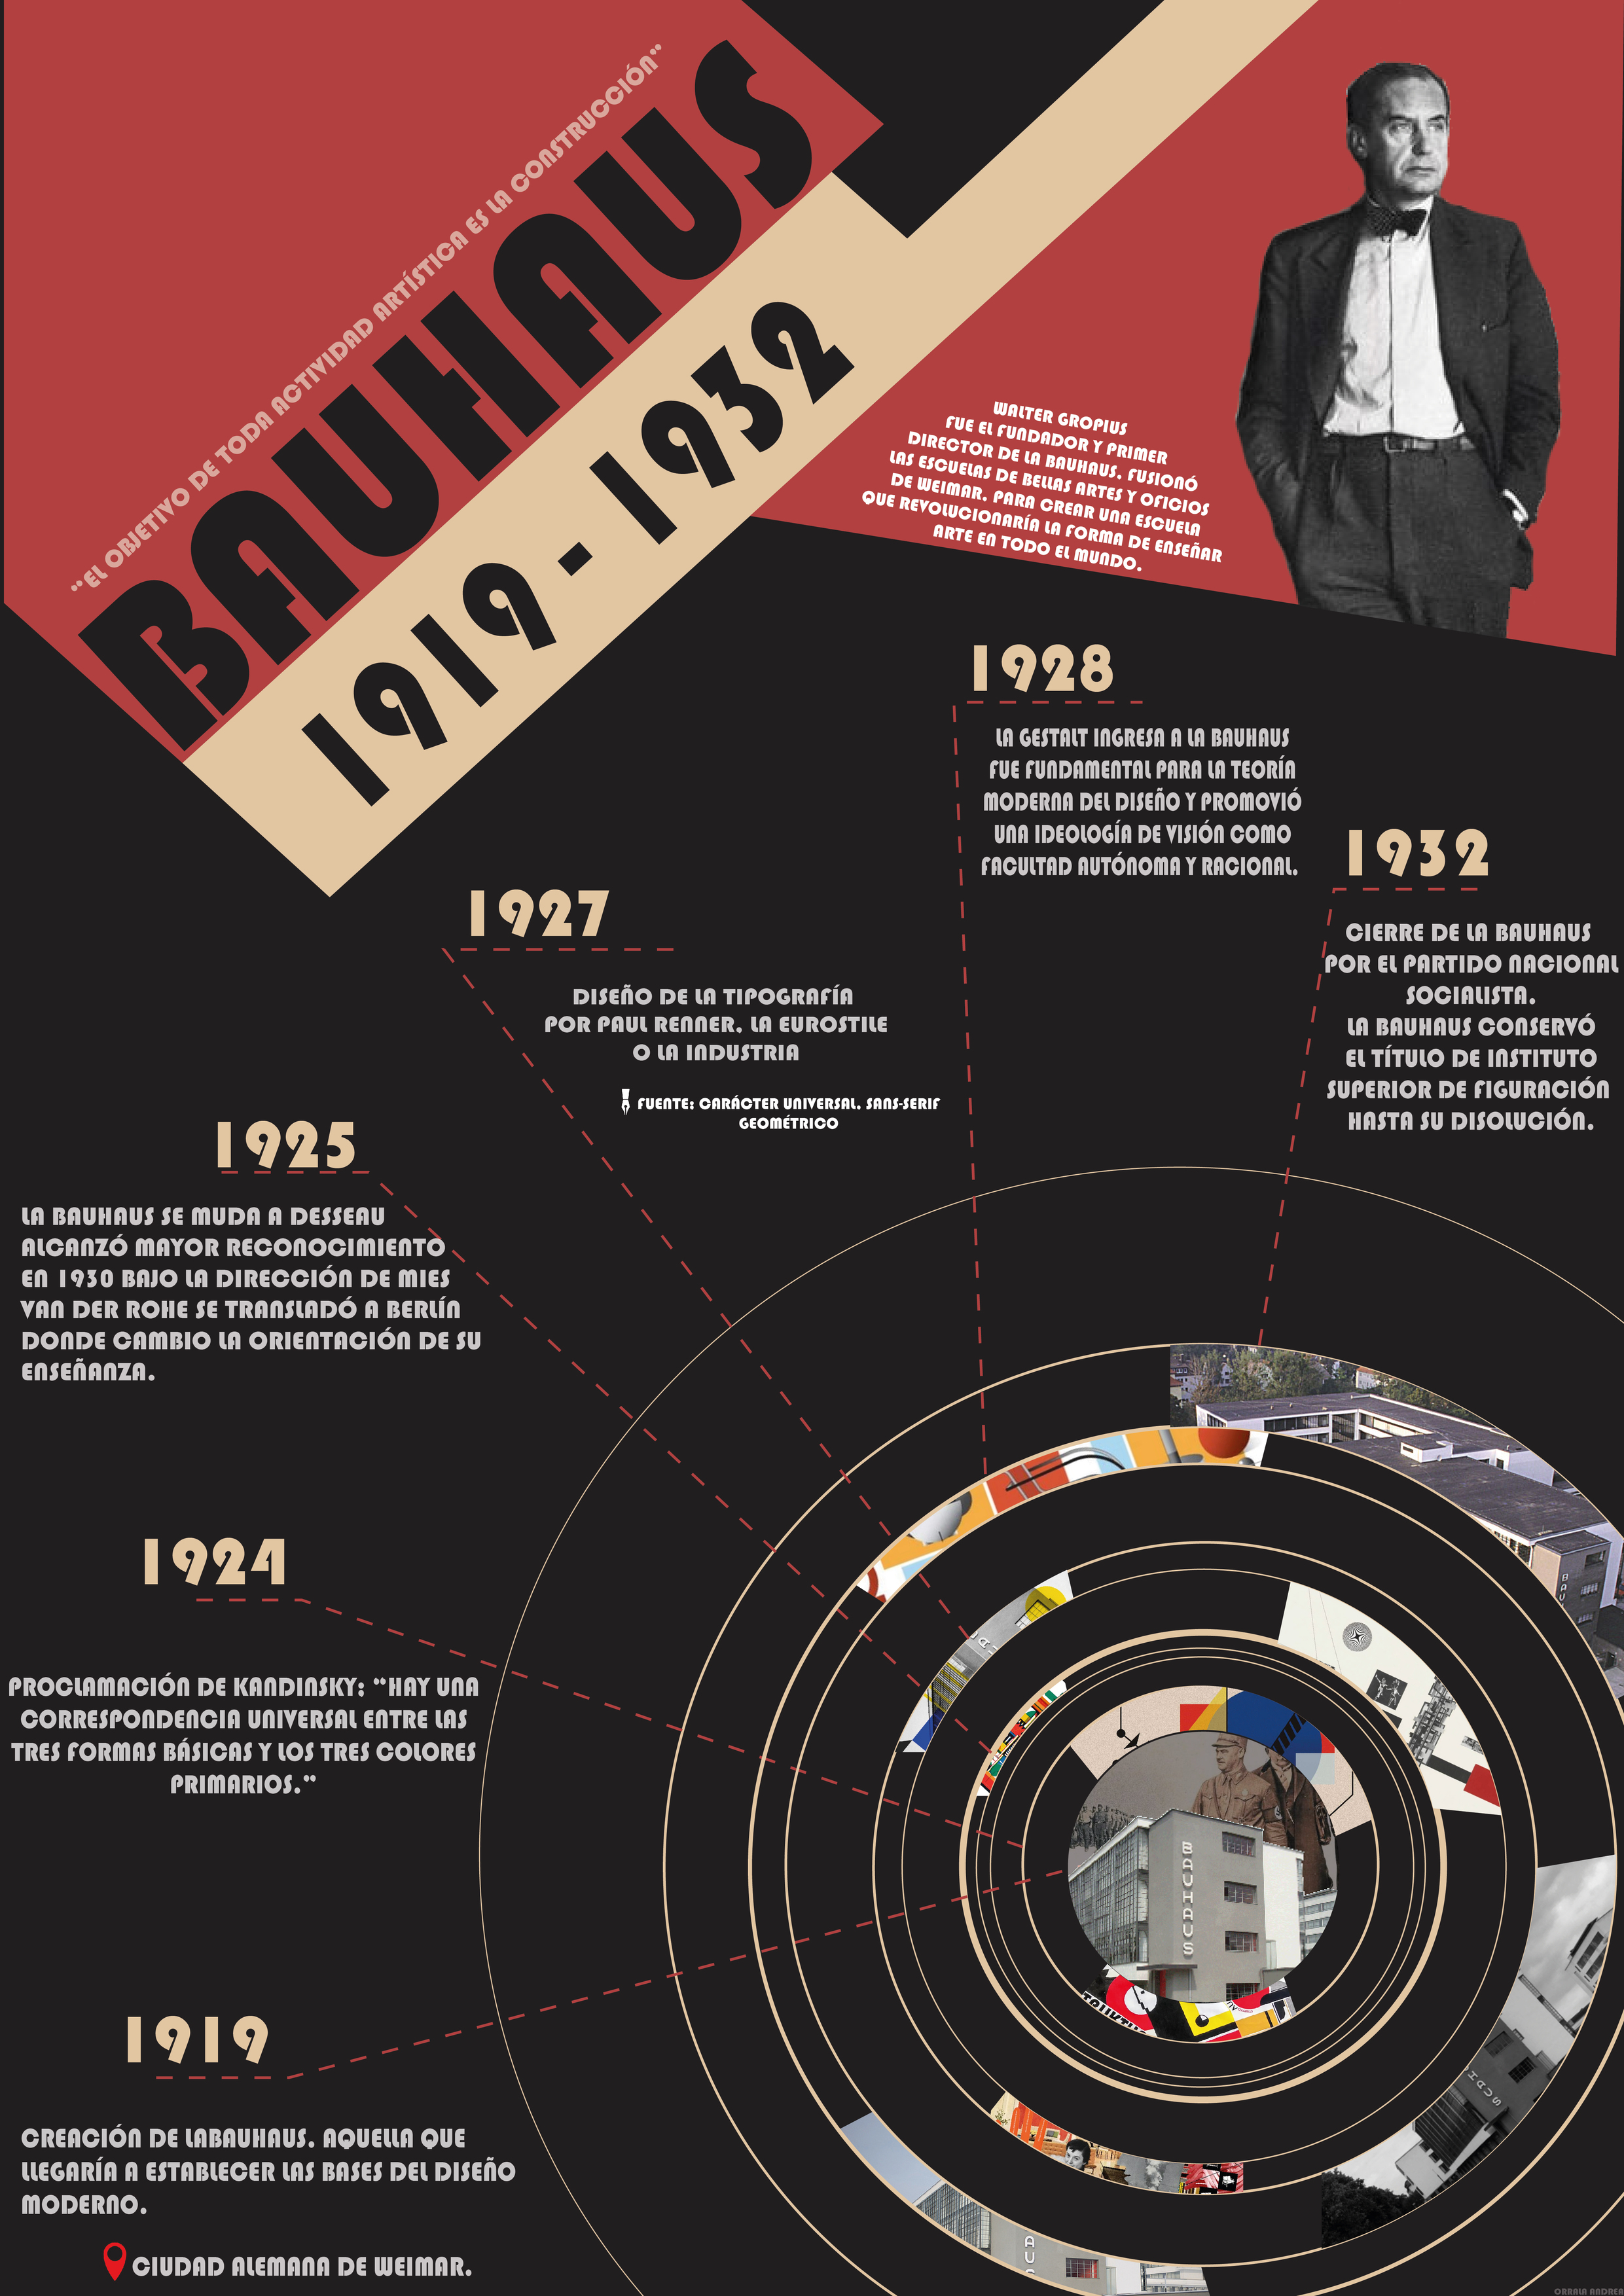 “EL OBJETIVO DE TODA ACTIVIDAD ARTÍSTICA ES LA CONSTRUCCIÓN“
BAUHAUS
1919 - 1932
WALTER GROPIUS
FUE EL FUNDADOR Y PRIMER
DIRECTOR DE LA BAUHAUS. FUSIONÓ
LAS ESCUELAS DE BELLAS ARTES Y OFICIOS
DE WEIMAR, PARA CREAR UNA ESCUELA
QUE REVOLUCIONARÍA LA FORMA DE ENSEÑAR
ARTE EN TODO EL MUNDO.
1928
LA GESTALT INGRESA A LA BAUHAUS
FUE FUNDAMENTAL PARA LA TEORÍA
MODERNA DEL DISEÑO Y PROMOVIÓ
UNA IDEOLOGÍA DE VISIÓN COMO
FACULTAD AUTÓNOMA Y RACIONAL.
1932
CIERRE DE LA BAUHAUS
POR EL PARTIDO NACIONAL
SOCIALISTA.
LA BAUHAUS CONSERVÓ
EL TÍTULO DE INSTITUTO
SUPERIOR DE FIGURACIÓN
HASTA SU DISOLUCIÓN.
1927
DISEÑO DE LA TIPOGRAFÍA
POR PAUL RENNER, LA EUROSTILE
O LA INDUSTRIA
FUENTE: CARÁCTER UNIVERSAL, SANS-SERIF
GEOMÉTRICO
1925
LA BAUHAUS SE MUDA A DESSEAU
ALCANZÓ MAYOR RECONOCIMIENTO
EN 1930 BAJO LA DIRECCIÓN DE MIES
VAN DER ROHE SE TRANSLADÓ A BERLÍN
DONDE CAMBIO LA ORIENTACIÓN DE SU
ENSEÑANZA.
1924
PROCLAMACIÓN DE KANDINSKY: “HAY UNA
CORRESPONDENCIA UNIVERSAL ENTRE LAS
TRES FORMAS BÁSICAS Y LOS TRES COLORES
PRIMARIOS.”
1919
CREACIÓN DE LABAUHAUS. AQUELLA QUE
LLEGARÍA A ESTABLECER LAS BASES DEL DISEÑO
MODERNO.
CIUDAD ALEMANA DE WEIMAR.
BAUHAUS
BAU
AUS
ORRALA ANDREA